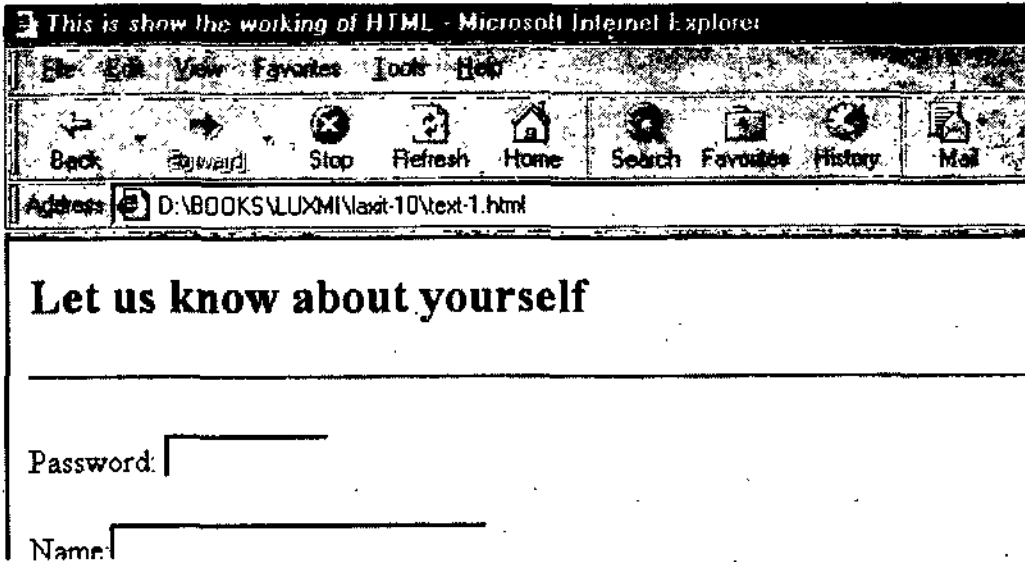 This is show the working of HTML - Microsoft Internet Explorer
File Edit View Favorites Tools Help
Back Forward Stop Refresh Home Search Favorites History Mail
Address D:\BOOKS\LUXMI\laxit-10\text-1.html
Let us know about yourself
Password:
Name: